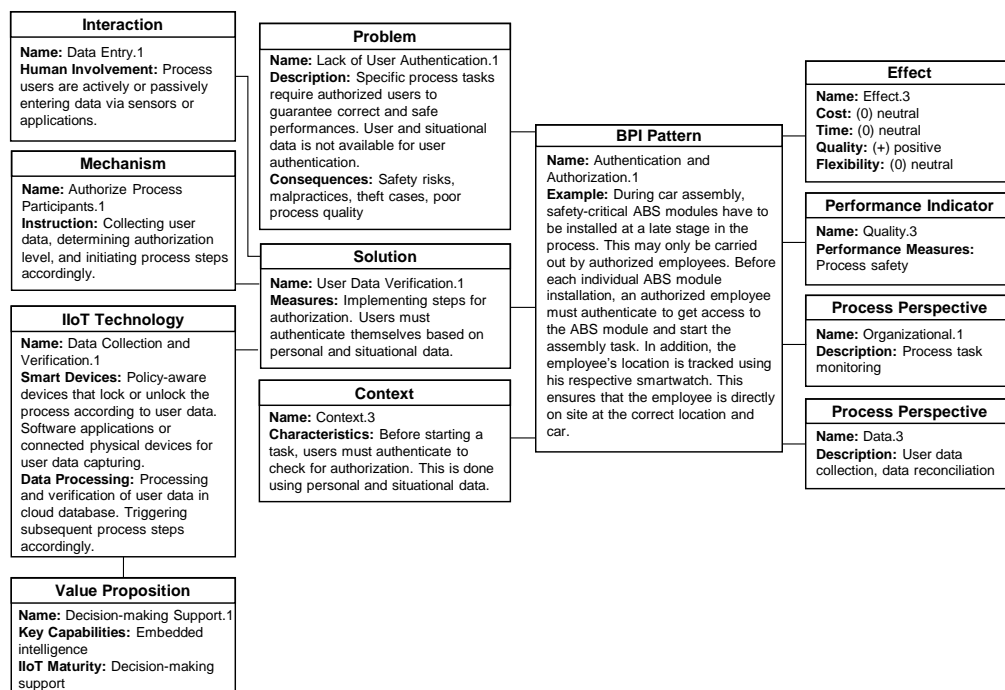 Interaction
Name: Data Entry.1
Human Involvement: Process
users are actively or passively
entering data via sensors or
applications.
Mechanism
Name: Authorize Process
Participants.1
Instruction: Collecting user
data, determining authorization
level, and initiating process steps
accordingly.
IIoT Technology
Name: Data Collection and
Verification.1
Smart Devices: Policy-aware
devices that lock or unlock the
process according to user data.
Software applications or
connected physical devices for
user data capturing.
Data Processing: Processing
and verification of user data in
cloud database. Triggering
subsequent process steps
accordingly.
Value Proposition
Name: Decision-making Support.1
Key Capabilities: Embedded
intelligence
IIoT Maturity: Decision-making
support
Problem
Name: Lack of User Authentication.1
Description: Specific process tasks
require authorized users to
guarantee correct and safe
performances. User and situational
data is not available for user
authentication.
Consequences: Safety risks,
malpractices, theft cases, poor
process quality
Solution
Name: User Data Verification.1
Measures: Implementing steps for
authorization. Users must
authenticate themselves based on
personal and situational data.
Context
Name: Context.3
Characteristics: Before starting a
task, users must authenticate to
check for authorization. This is done
using personal and situational data.
BPI Pattern
Name: Authentication and
Authorization.1
Example: During car assembly,
safety-critical ABS modules have to
be installed at a late stage in the
process. This may only be carried
out by authorized employees. Before
each individual ABS module
installation, an authorized employee
must authenticate to get access to
the ABS module and start the
assembly task. In addition, the
employee's location is tracked using
his respective smartwatch. This
ensures that the employee is directly
on site at the correct location and
car.
Effect
Name: Effect.3
Cost: (0) neutral
Time: (0) neutral
Quality: (+) positive
Flexibility: (0) neutral
Performance Indicator
Name: Quality.3
Performance Measures:
Process safety
Process Perspective
Name: Organizational.1
Description: Process task
monitoring
Process Perspective
Name: Data.3
Description: User data
collection, data reconciliation